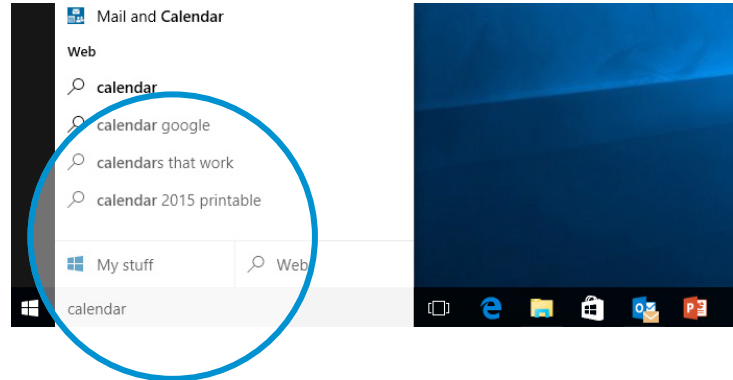 Mail and Calendar
Web
calendar
calendar google
calendars that work
calendar 2015 printable
My stuff
Web
calendar